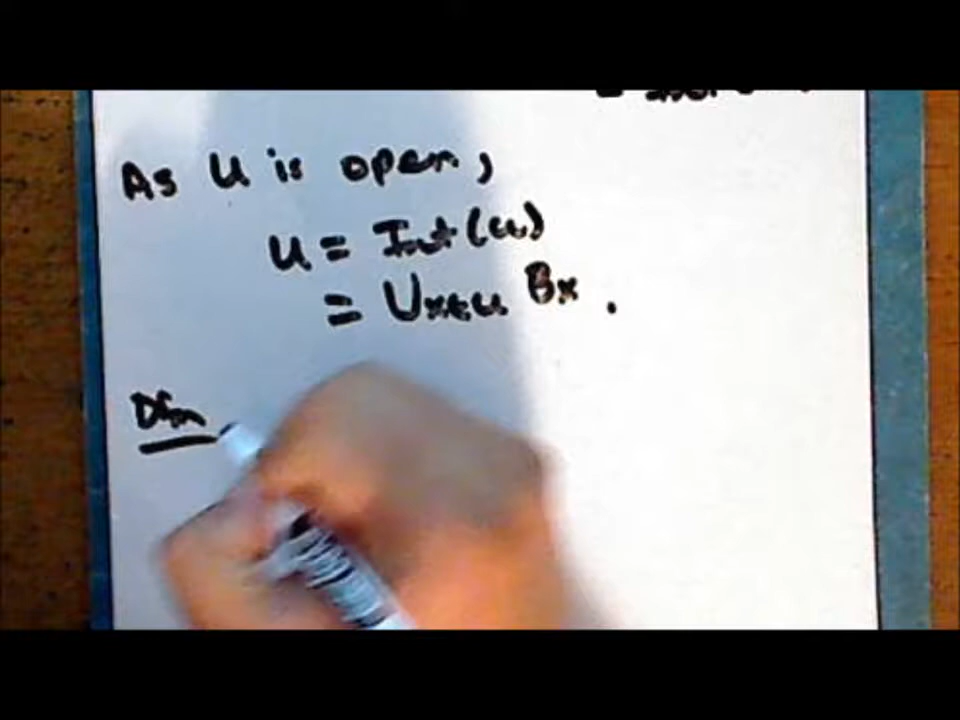 As U is open,
U = Int(U)
= ∪x∈U Bx .
Dfn